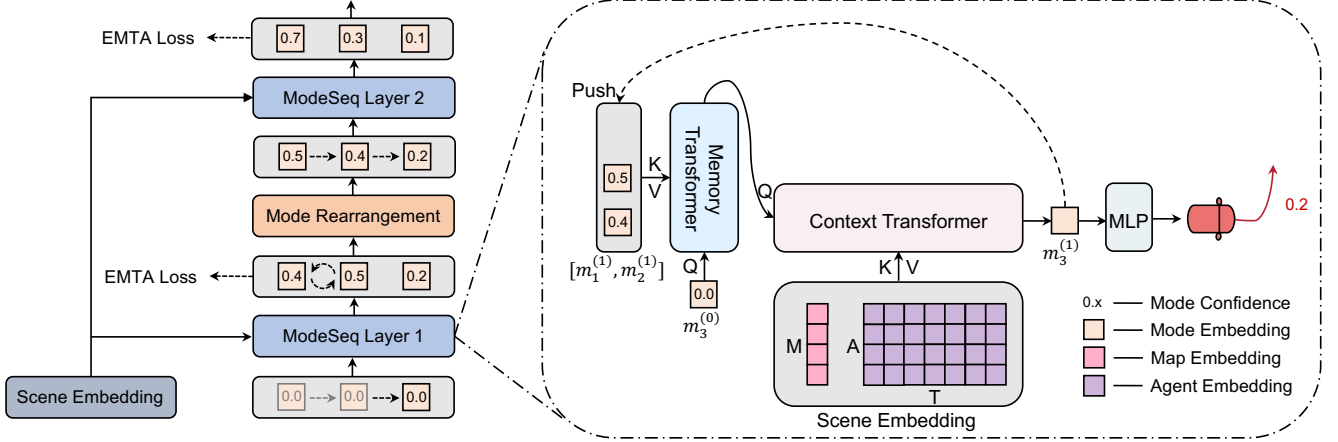 EMTA Loss
0.7
0.3
0.1
ModeSeq Layer 2
0.5
0.4
0.2
Mode Rearrangement
EMTA Loss
0.4
0.5
0.2
ModeSeq Layer 1
Scene Embedding
0.0
0.0
0.0
Push
0.5
0.4
[m₁⁽¹⁾, m₂⁽¹⁾]
K
V
Memory
Transformer
Q
0.0
m₃⁽⁰⁾
Q
Context Transformer
K V
m₃⁽¹⁾
MLP
0.2
M
A
T
Scene Embedding
0.x Mode Confidence
Mode Embedding
Map Embedding
Agent Embedding